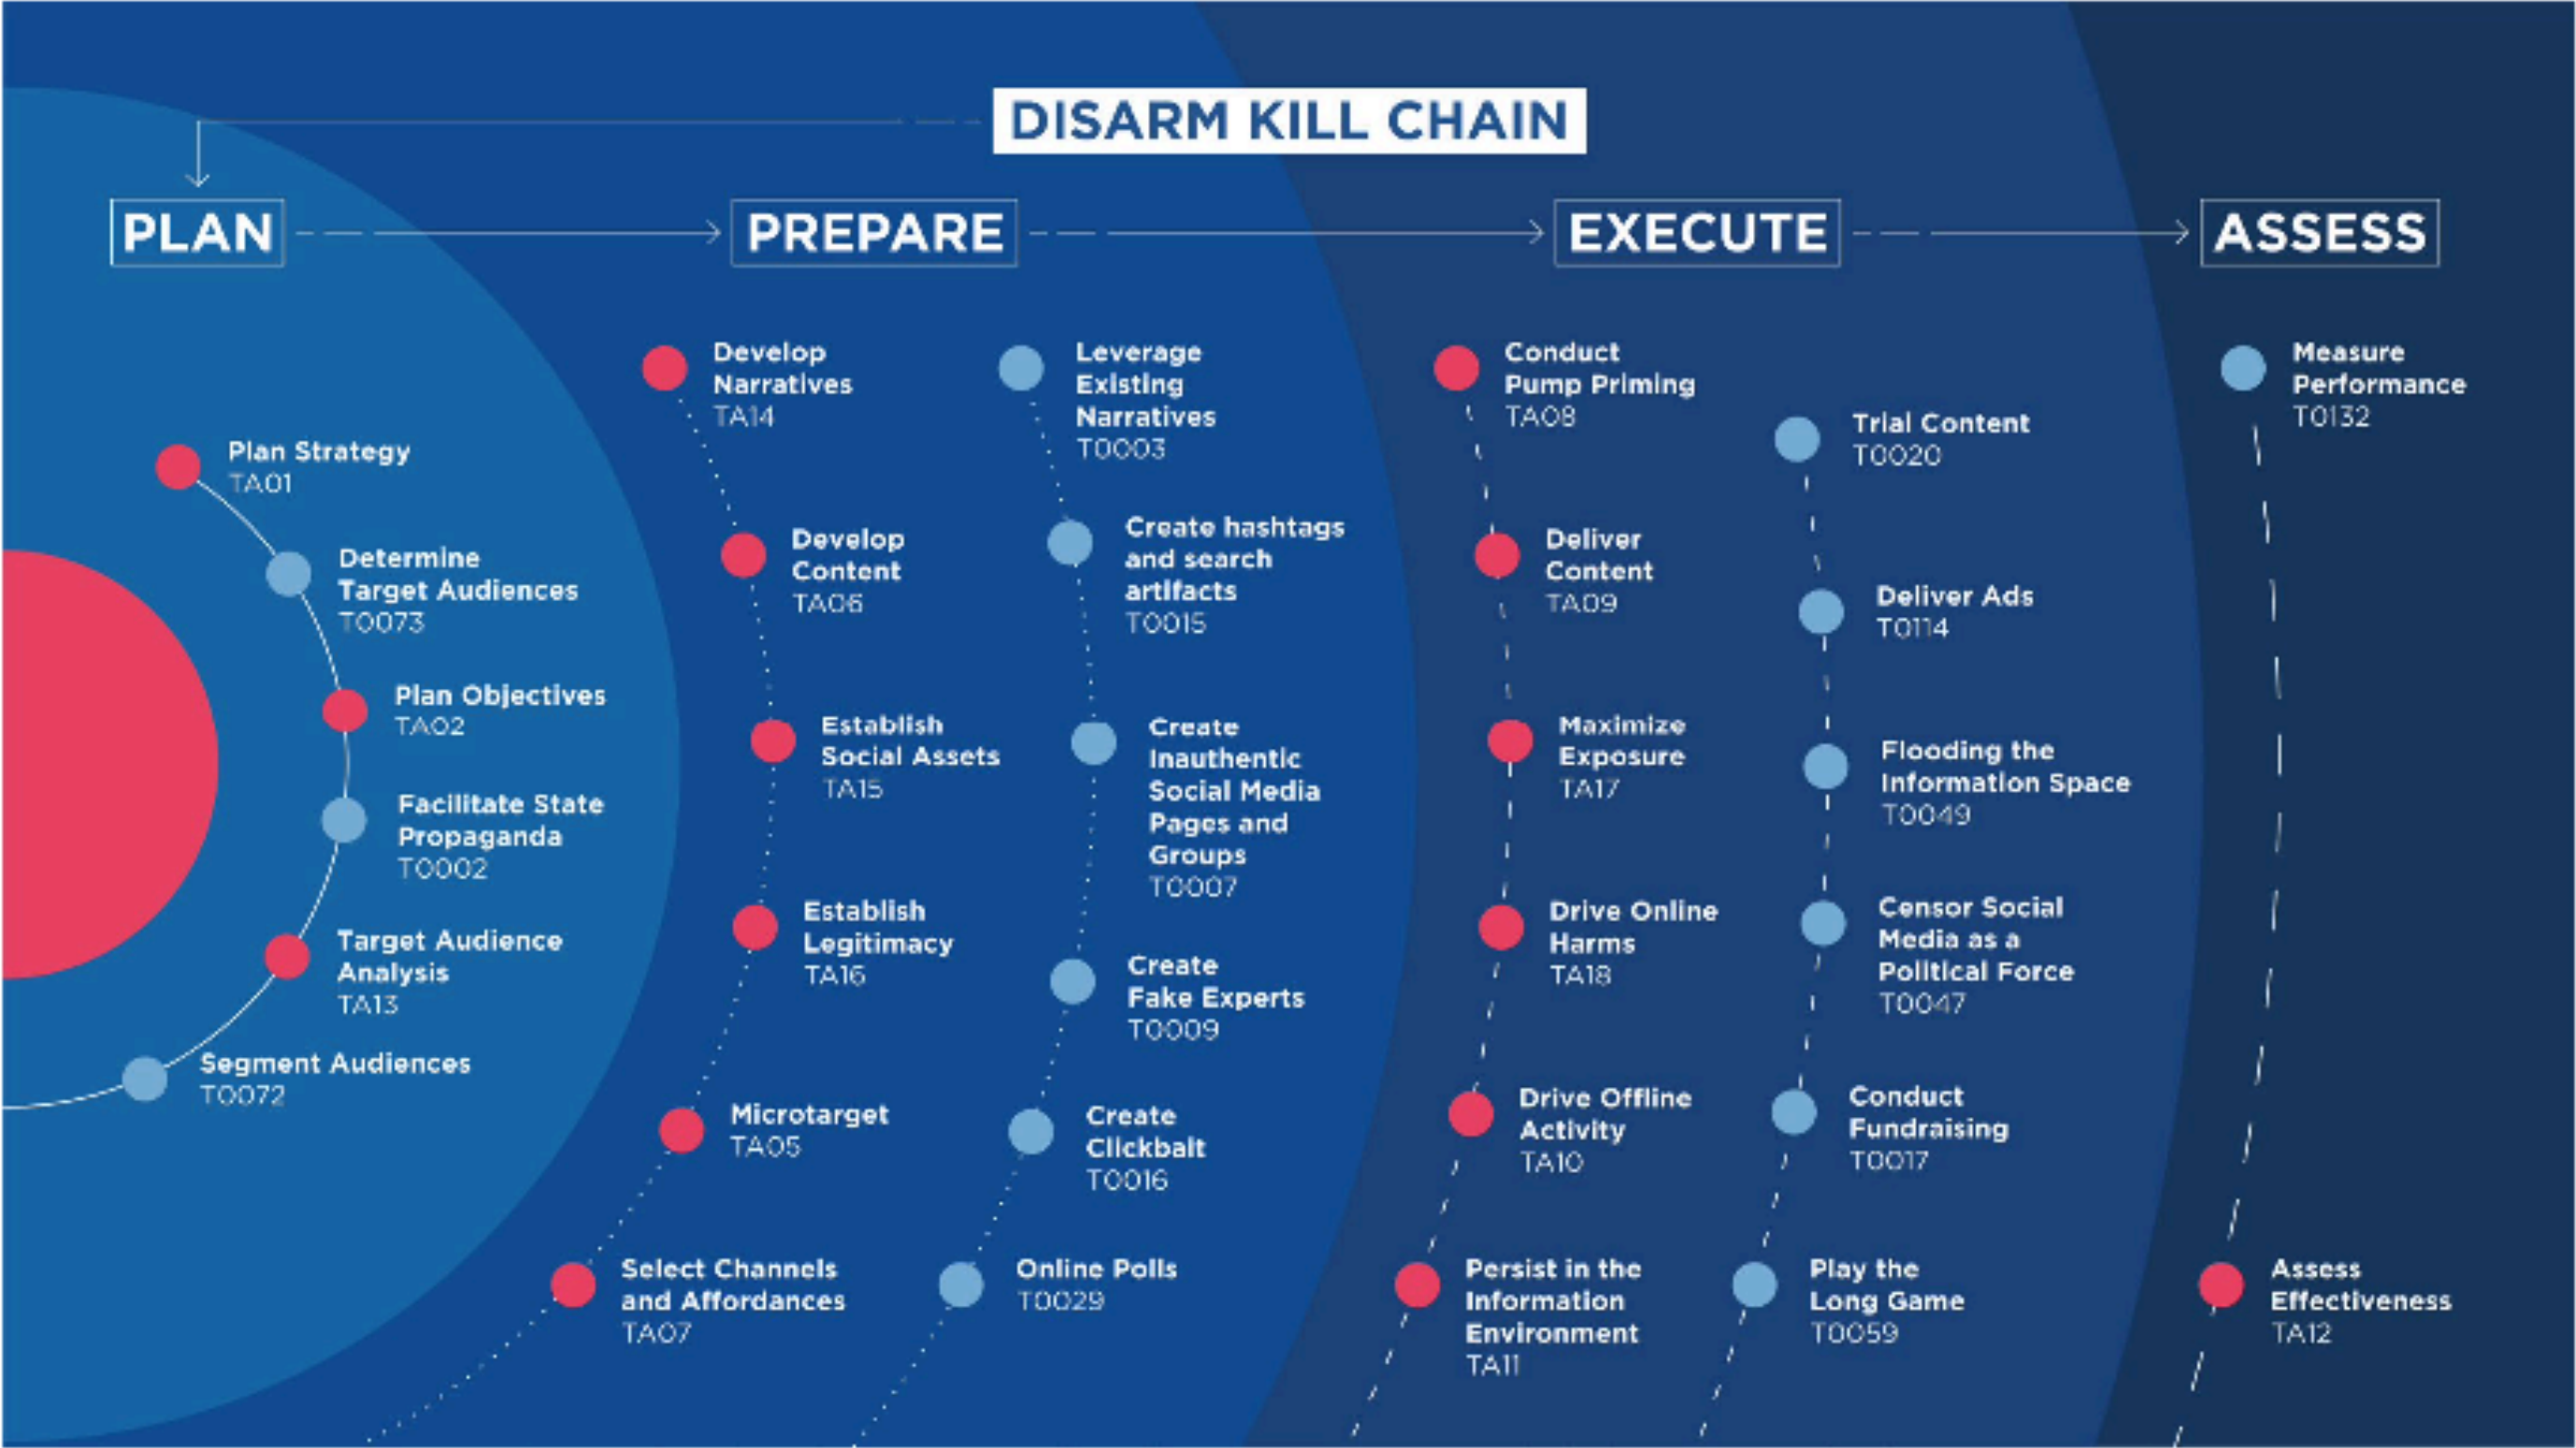 DISARM KILL CHAIN
PLAN
PREPARE
EXECUTE
ASSESS
Plan Strategy
TA01
Determine
Target Audiences
T0073
Plan Objectives
TA02
Facilitate State
Propaganda
T0002
Target Audience
Analysis
TA13
Segment Audiences
T0072
Develop
Narratives
TA14
Develop
Content
TA06
Establish
Social Assets
TA15
Establish
Legitimacy
TA16
Microtarget
TA05
Select Channels
and Affordances
TA07
Leverage
Existing
Narratives
T0003
Create hashtags
and search
artifacts
T0015
Create
Inauthentic
Social Media
Pages and
Groups
T0007
Create
Fake Experts
T0009
Create
Clickbait
T0016
Online Polls
T0029
Conduct
Pump Priming
TA08
Deliver
Content
TA09
Maximize
Exposure
TA17
Drive Online
Harms
TA18
Drive Offline
Activity
TA10
Persist in the
Information
Environment
TA11
Trial Content
T0020
Deliver Ads
T0114
Flooding the
Information Space
T0049
Censor Social
Media as a
Political Force
T0047
Conduct
Fundraising
T0017
Play the
Long Game
T0059
Measure
Performance
T0132
Assess
Effectiveness
TA12